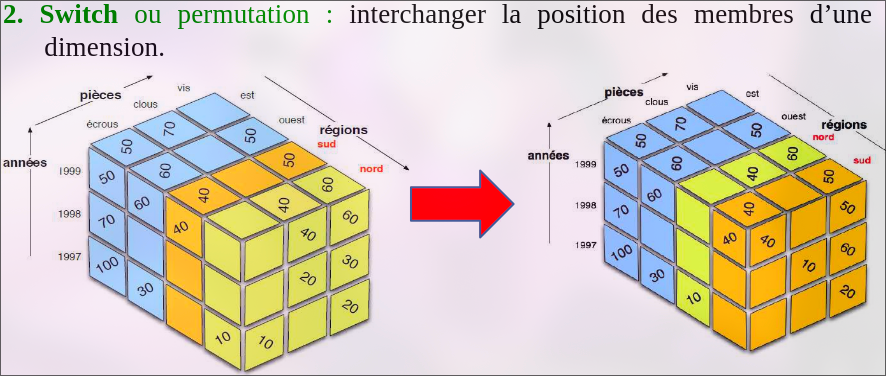 2. Switch ou permutation : interchanger la position des membres d’une
dimension.
pièces
vis
clous
écrous
est
ouest
régions
sud
nord
années
1999
1998
1997
50
70
50
60
50
60
40
40
50
60
40
40
60
70
40
30
100
20
30
20
10
10
pièces
vis
clous
écrous
est
ouest
régions
nord
sud
années
1999
1998
1997
50
70
50
60
60
40
50
40
50
60
40
40
50
70
60
100
10
30
20
10